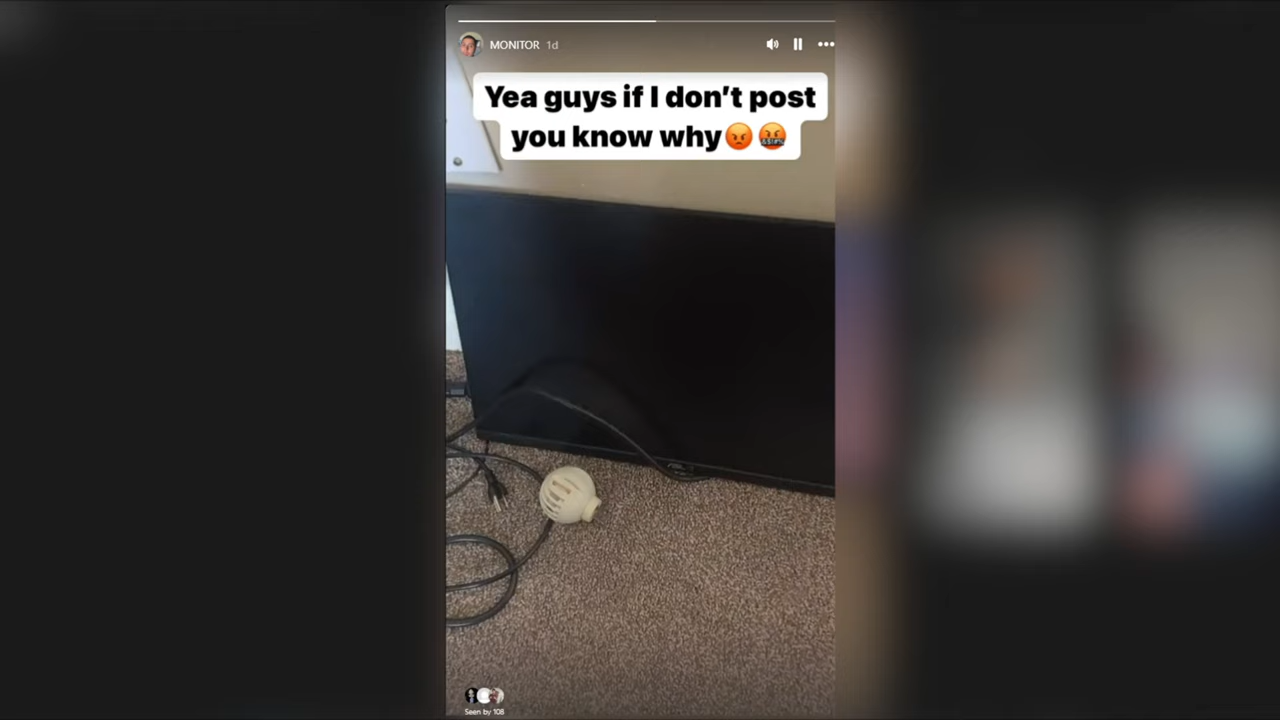 MONITOR 1d
Yea guys if I don't post
you know why😡🤬
Seen by 108